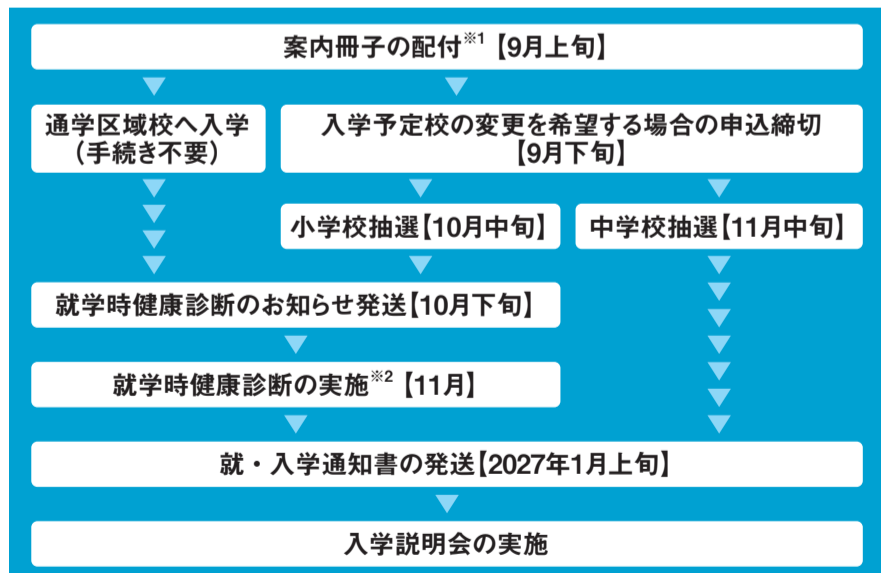 案内冊子の配付※1【9月上旬】
通学区域校へ入学
（手続き不要）
入学予定校の変更を希望する場合の申込締切
【9月下旬】
小学校抽選【10月中旬】
中学校抽選【11月中旬】
就学時健康診断のお知らせ発送【10月下旬】
就学時健康診断の実施※2【11月】
就・入学通知書の発送【2027年1月上旬】
入学説明会の実施